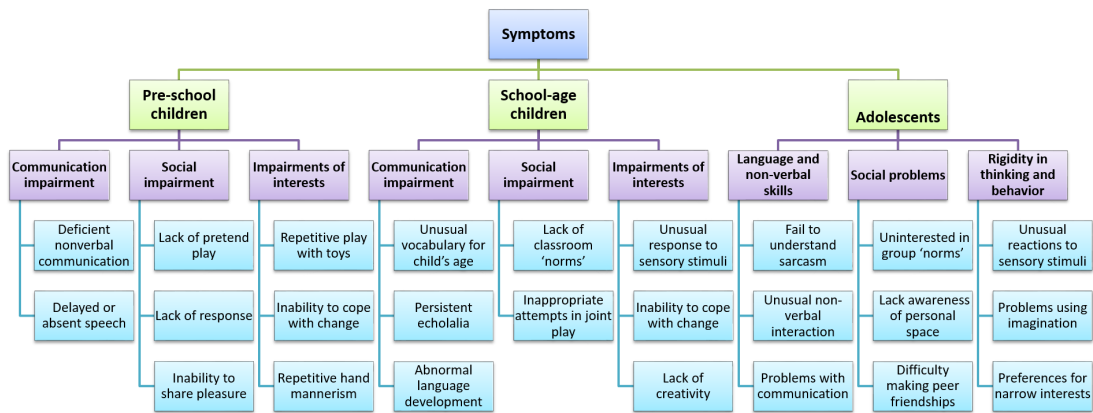 Symptoms
Pre-school
children
School-age
children
Adolescents
Communication
impairment
Social
impairment
Impairments of
interests
Communication
impairment
Social
impairment
Impairments of
interests
Language and
non-verbal
skills
Social problems
Rigidity in
thinking and
behavior
Deficient
nonverbal
communication
Delayed or
absent speech
Lack of pretend
play
Lack of response
Inability to
share pleasure
Repetitive play
with toys
Inability to cope
with change
Repetitive hand
mannerism
Unusual
vocabulary for
child's age
Persistent
echolalia
Abnormal
language
development
Lack of
classroom
‘norms’
Inappropriate
attempts in joint
play
Unusual
response to
sensory stimuli
Inability to cope
with change
Lack of
creativity
Fail to
understand
sarcasm
Unusual non-
verbal
interaction
Problems with
communication
Uninterested in
group ‘norms’
Lack awareness
of personal
space
Difficulty
making peer
friendships
Unusual
reactions to
sensory stimuli
Problems using
imagination
Preferences for
narrow interests